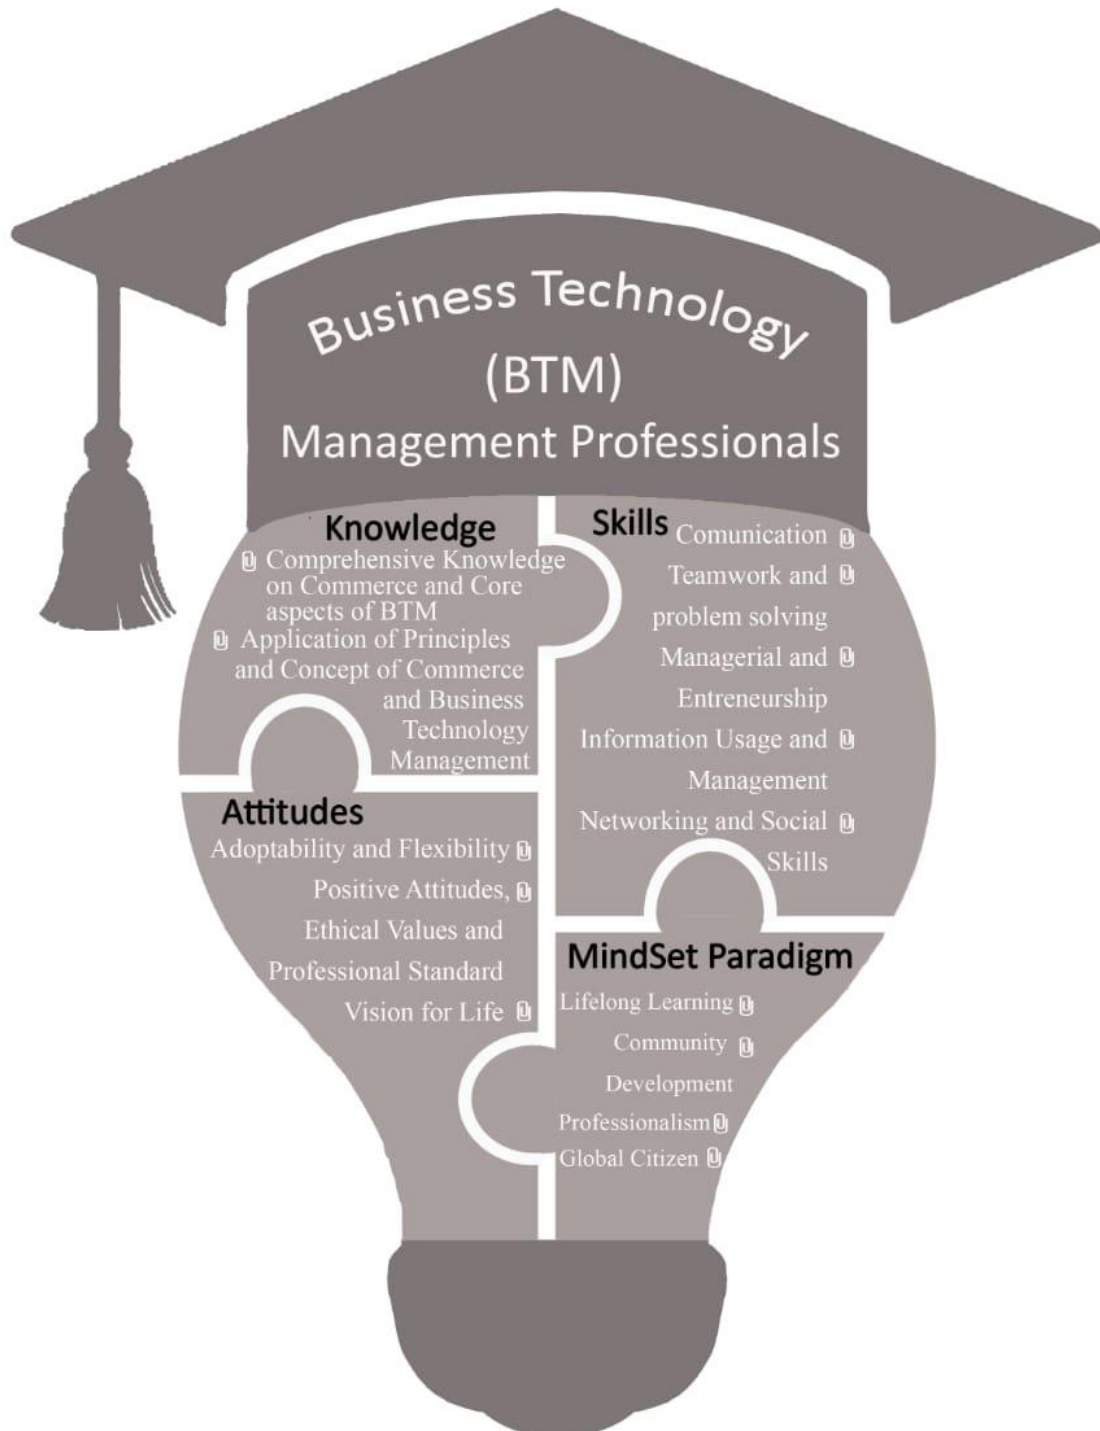 Business Technology
(BTM)
Management Professionals
Knowledge
Comprehensive Knowledge
on Commerce and Core
aspects of BTM
Application of Principles
and Concept of Commerce
and Business
Technology
Management
Skills
Comunication
Teamwork and
problem solving
Managerial and
Entreneurship
Information Usage and
Management
Networking and Social
Skills
Attitudes
Adoptability and Flexibility
Positive Attitudes,
Ethical Values and
Professional Standard
Vision for Life
MindSet Paradigm
Lifelong Learning
Community
Development
Professionalism
Global Citizen